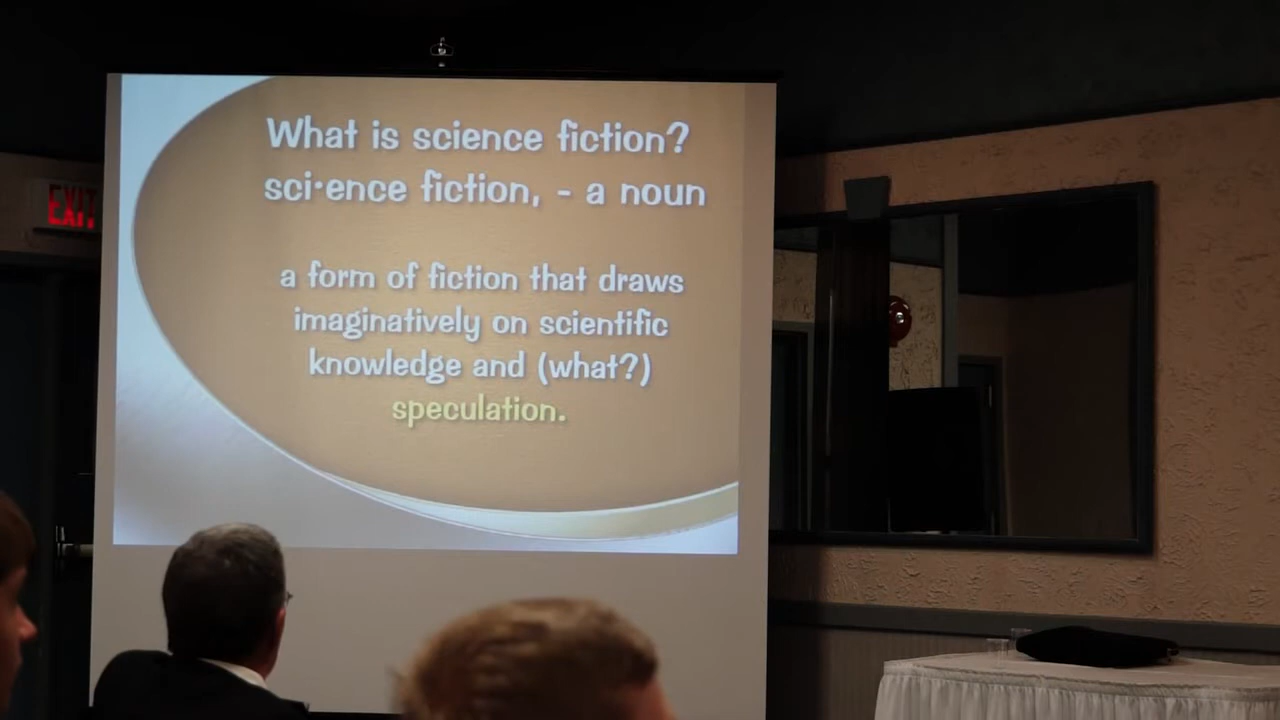 EXIT
What is science fiction?
sci·ence fiction, - a noun
a form of fiction that draws
imaginatively on scientific
knowledge and (what?)
speculation.